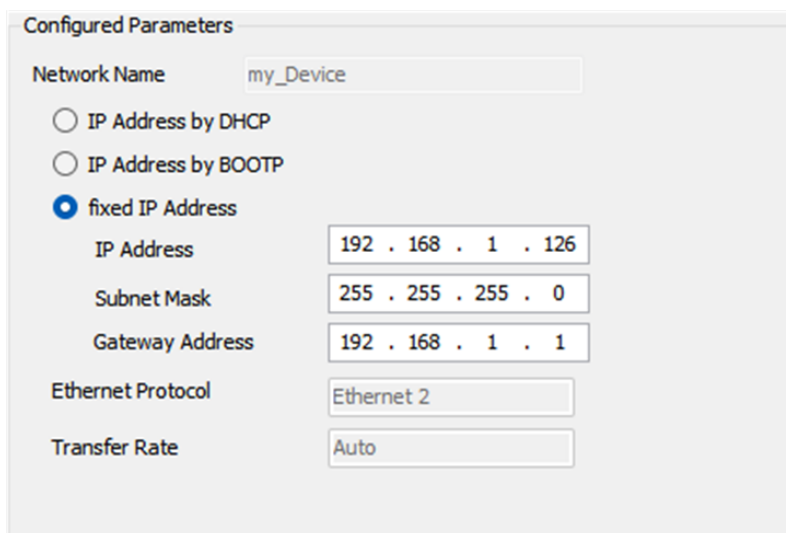 Configured Parameters
Network Name my_Device
IP Address by DHCP
IP Address by BOOTP
fixed IP Address
IP Address 192 . 168 . 1 . 126
Subnet Mask 255 . 255 . 255 . 0
Gateway Address 192 . 168 . 1 . 1
Ethernet Protocol Ethernet 2
Transfer Rate Auto